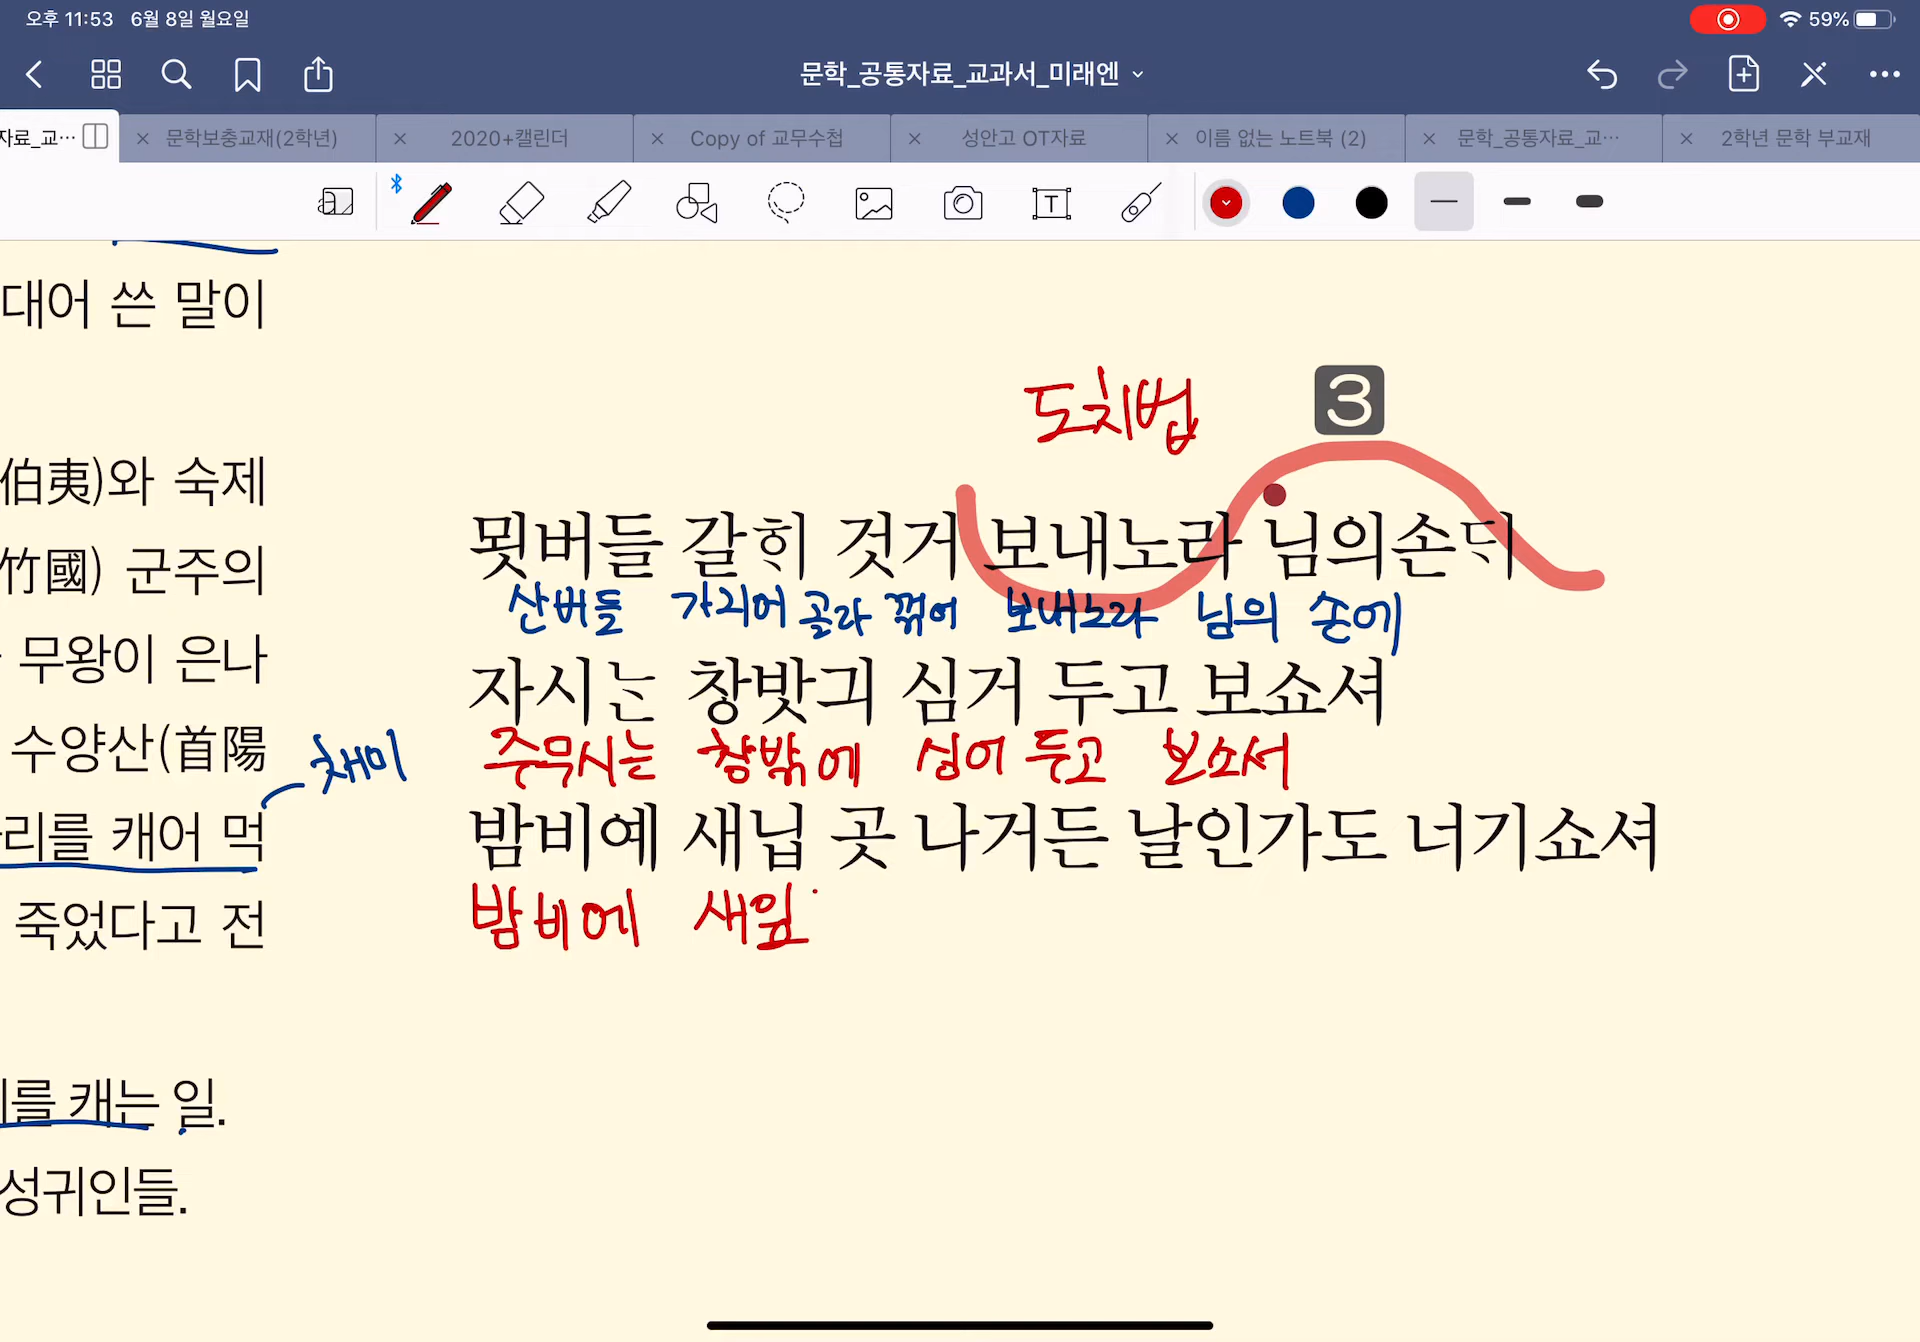 오후 11:53 6월 8일 월요일
59%
문학_공통자료_교과서_미래엔
자료_교…
문학보충교재(2학년)
2020+캘린더
Copy of 교무수첩
성안고 OT자료
이름 없는 노트북 (2)
문학_공통자료_교…
2학년 문학 부교재
대어 쓴 말이
伯夷)와 숙제
竹國) 군주의
무왕이 은나
수양산(首陽
채미
리를 캐어 먹
죽었다고 전
를 캐는 일.
성귀인들.
도치법
3
묏버들 갈ᄒᆡ 것거 보내노라 님의손ᄃᆡ
산버들 가리어 골라 꺾어 보내노라 님의 손에
자시ᄂᆞᆫ 창밧긔 심거 두고 보쇼셔
주무시는 창밖에 심어 두고 보소서
밤비예 새닙 곳 나거든 날인가도 너기쇼셔
밤비에 새잎